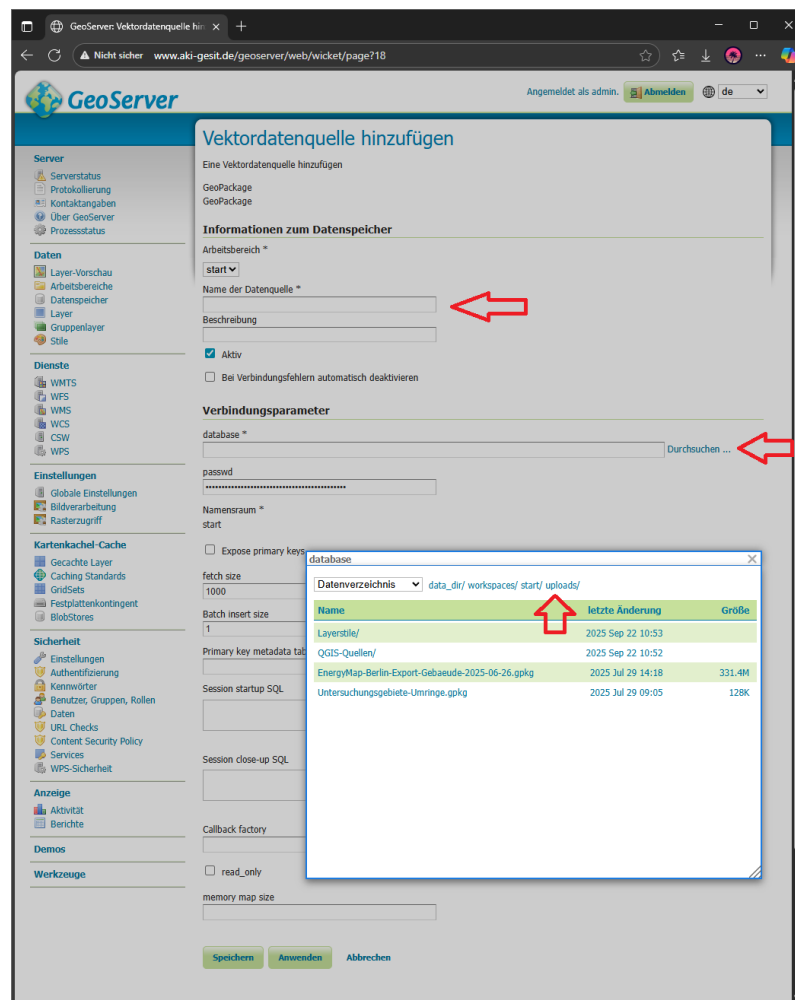 GeoServer: Vektordatenquelle hin
Nicht sicher www.aki-gesit.de/geoserver/web/wicket/page?18
GeoServer
Angemeldet als admin.
Abmelden
de
Server
Serverstatus
Protokollierung
Kontaktangaben
Über GeoServer
Prozessstatus
Daten
Layer-Vorschau
Arbeitsbereiche
Datenspeicher
Layer
Gruppenlayer
Stile
Dienste
WMTS
WFS
WMS
WCS
CSW
WPS
Einstellungen
Globale Einstellungen
Bildverarbeitung
Rasterzugriff
Kartenkachel-Cache
Gecachte Layer
Caching Standards
GridSets
Festplattenkontingent
BlobStores
Sicherheit
Einstellungen
Authentifizierung
Kennwörter
Benutzer, Gruppen, Rollen
Daten
URL Checks
Content Security Policy
Services
WPS-Sicherheit
Anzeige
Aktivität
Berichte
Demos
Werkzeuge
Vektordatenquelle hinzufügen
Eine Vektordatenquelle hinzufügen
GeoPackage
GeoPackage
Informationen zum Datenspeicher
Arbeitsbereich *
start
Name der Datenquelle *
Beschreibung
Aktiv
Bei Verbindungsfehlern automatisch deaktivieren
Verbindungsparameter
database *
Durchsuchen ...
passwd
Namensraum *
start
Expose primary keys
fetch size
1000
Batch insert size
1
Primary key metadata tab
Session startup SQL
Session close-up SQL
Callback factory
read_only
memory map size
Speichern Anwenden Abbrechen
database
Datenverzeichnis data_dir/ workspaces/ start/ uploads/
Name letzte Änderung Größe
Layerstile/ 2025 Sep 22 10:53
QGIS-Quellen/ 2025 Sep 22 10:52
EnergyMap-Berlin-Export-Gebaeude-2025-06-26.gpkg 2025 Jul 29 14:18 331.4M
Untersuchungsgebiete-Umringe.gpkg 2025 Jul 29 09:05 128K